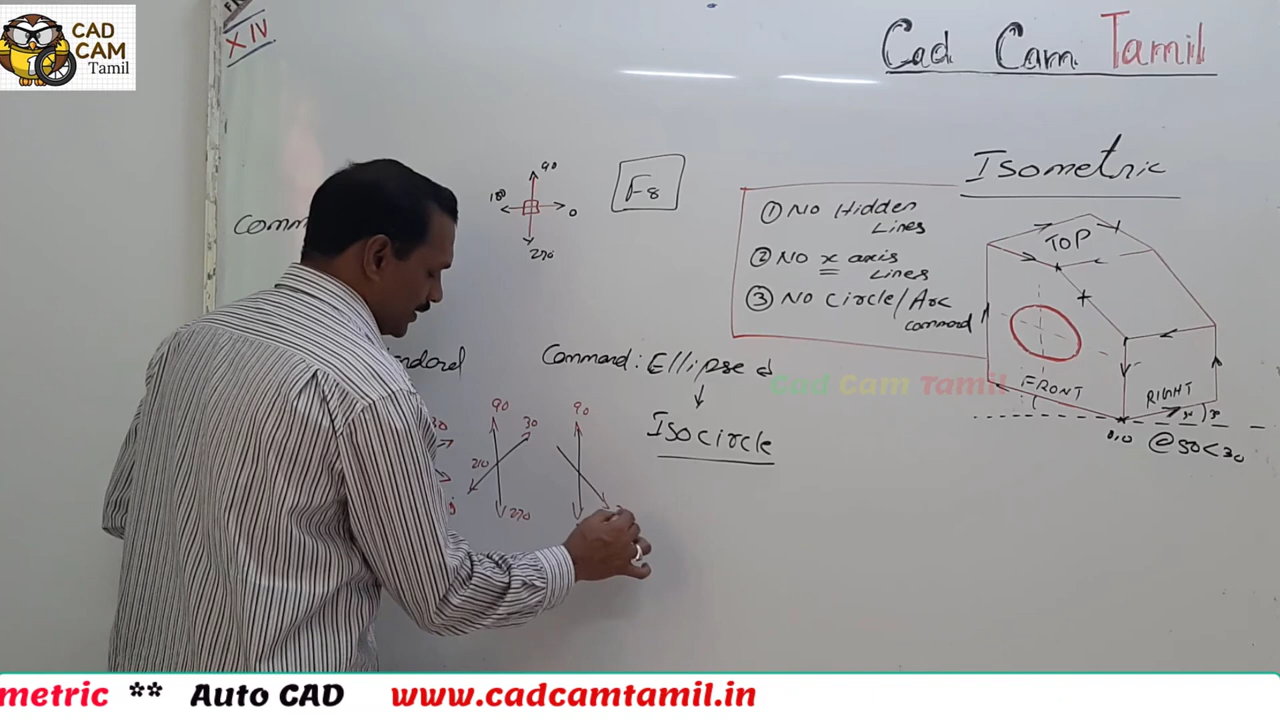 CAD
CAM
Tamil
XIV
Cad Cam Tamil
90
180
0
270
F8
Isometric
① NO Hidden
Lines
② NO x axis
Lines
③ NO Circle/Arc
command
TOP
FRONT
RIGHT
30
0,0
@50<30
Command: Ellipse
Isocircle
Cad Cam Tamil
30
90
30
210
270
90
metric ** Auto CAD www.cadcamtamil.in